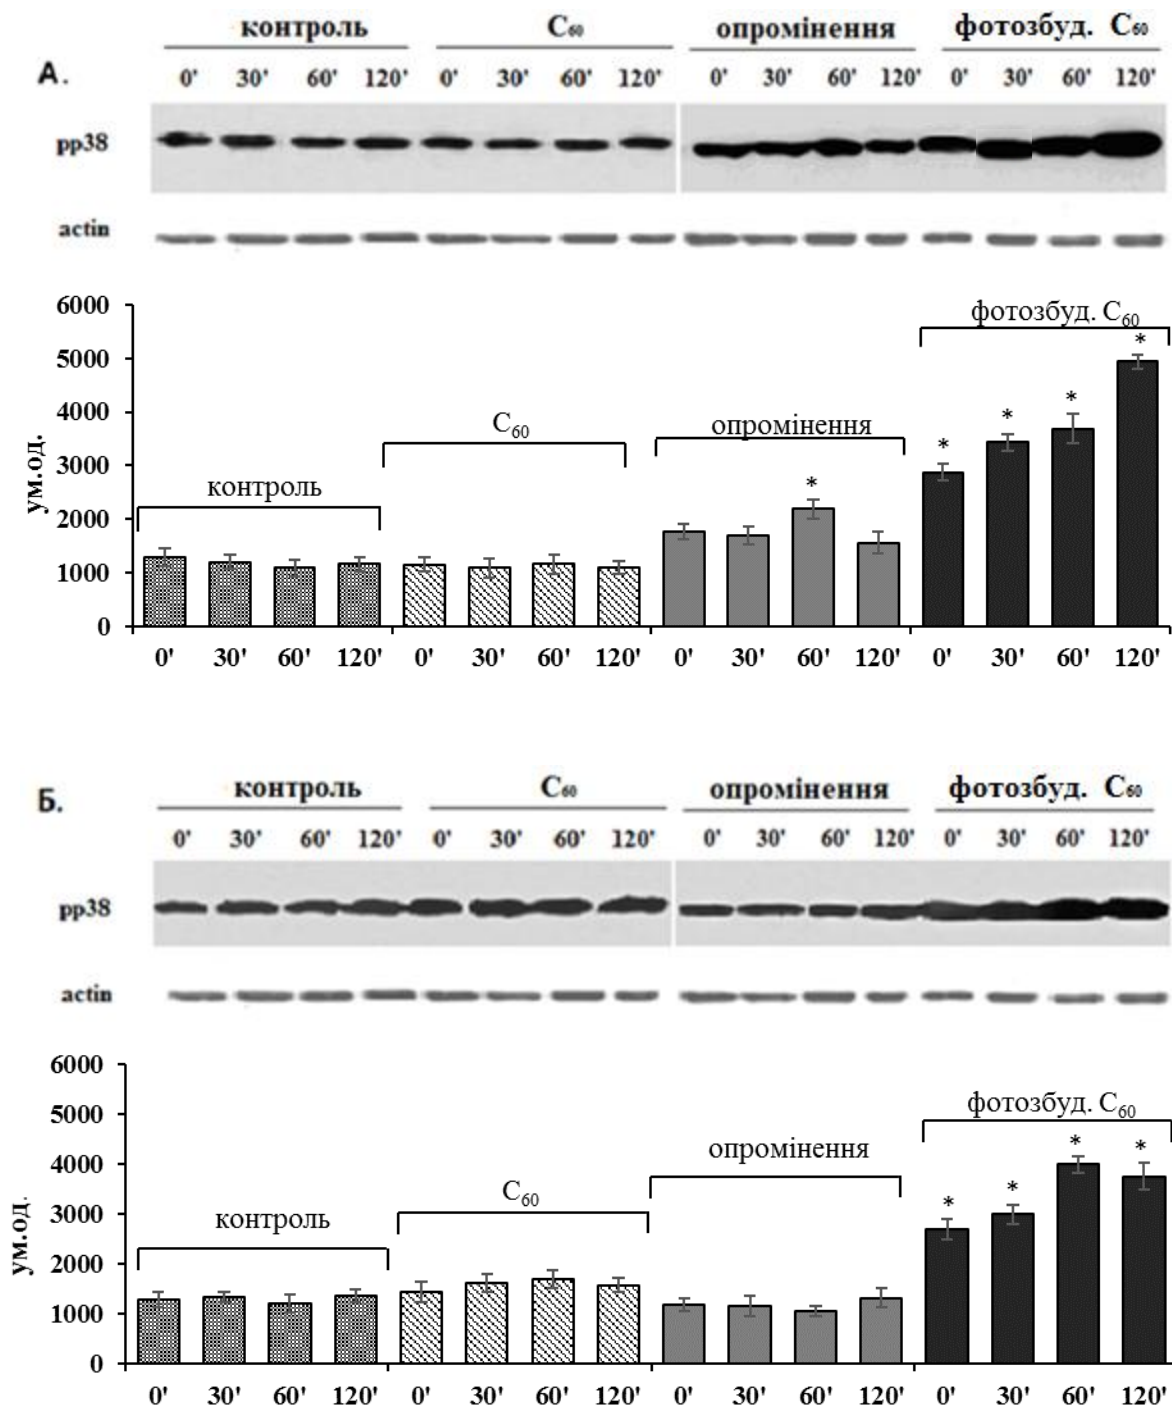 контроль C₆₀ опромінення фотозбуд. C₆₀
А. 0' 30' 60' 120' 0' 30' 60' 120' 0' 30' 60' 120' 0' 30' 60' 120'
pp38
actin
6000
фотозбуд. C₆₀
*
5000
*
4000
*
*
C₆₀
опромінення
3000
ум.од.
контроль
*
2000
1000
0
0' 30' 60' 120' 0' 30' 60' 120' 0' 30' 60' 120' 0' 30' 60' 120'
контроль C₆₀ опромінення фотозбуд. C₆₀
Б.
0' 30' 60' 120' 0' 30' 60' 120' 0' 30' 60' 120' 0' 30' 60' 120'
pp38
actin
6000
фотозбуд. C₆₀
5000
опромінення
* *
4000
C₆₀
* *
3000
контроль
ум.од.
2000
1000
0
0' 30' 60' 120' 0' 30' 60' 120' 0' 30' 60' 120' 0' 30' 60' 120'